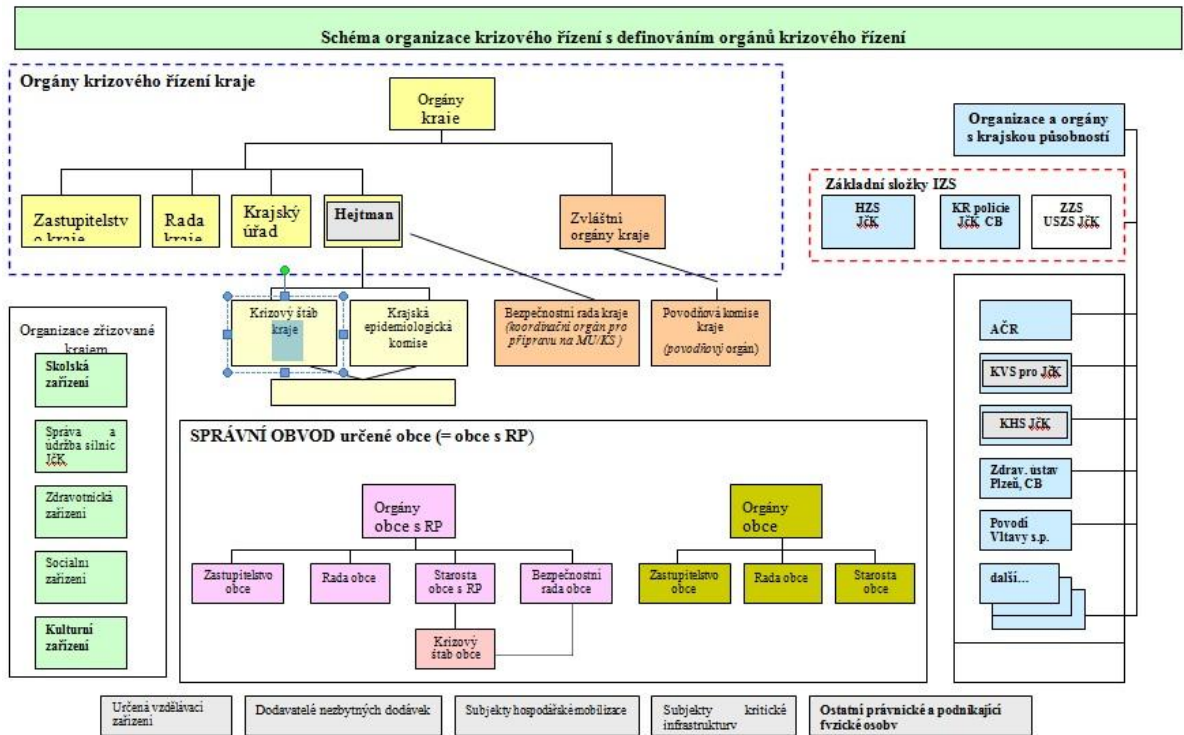 Schéma organizace krizového řízení s definováním orgánů krizového řízení
Orgány krizového řízení kraje
Orgány
kraje
Zastupitelstv
o kraje
Rada
kraje
Krajský
úřad
Hejtman
Zvláštní
orgány kraje
Krizový štáb
kraje
Krajská
epidemiologická
komise
Bezpečnostní rada kraje
(koordinační orgán pro
přípravu na MU/KS)
Povodňová komise
kraje
(povodňový orgán)
Organizace a orgány
s krajskou působností
Základní složky IZS
HZS
JčK
KR policie
JčK CB
ZZS
USZS JčK
AČR
KVS pro JčK
KHS JčK
Zdrav. ústav
Plzeň, CB
Povodí
Vltavy s.p.
další...
Organizace zřizované
krajem
Skolská
zařízení
Správa a
údržba silnic
JčK
Zdravotnická
zařízení
Sociální
zařízení
Kulturní
zařízení
SPRÁVNÍ OBVOD určené obce (= obce s RP)
Orgány
obce s RP
Zastupitelstvo
obce
Rada obce
Starosta
obce s RP
Bezpečnostní
rada obce
Krizový
štáb obce
Orgány
obce
Zastupitelstvo
obce
Rada obce
Starosta
obce
Určená vzdělávací
zařízení
Dodavatelé nezbytných dodávek
Subjekty hospodářské mobilizace
Subjekty kritické
infrastruktury
Ostatní právnické a podnikající
fyzické osoby